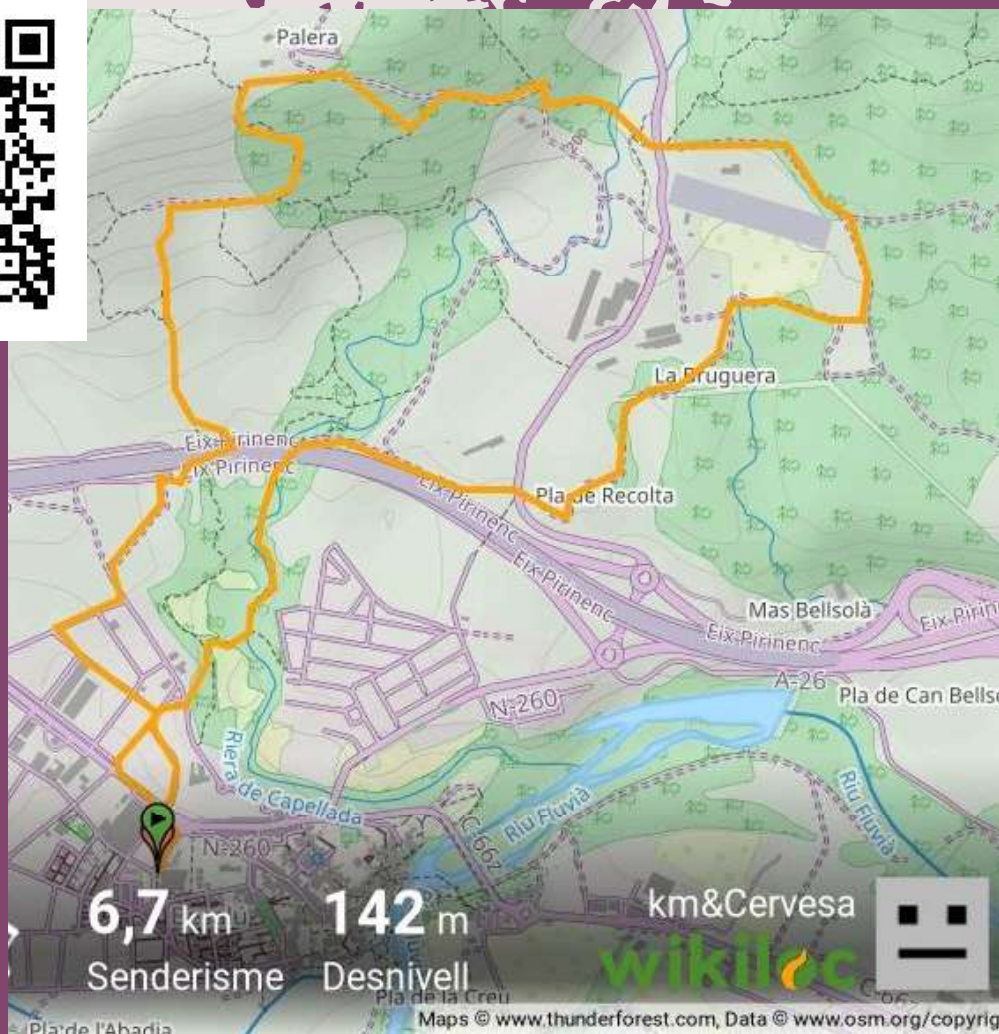 Palera
200
La Bruguera
Eix Pirinenc
Eix Pirinenc
Eix Pirinenc
Pla de Recolta
Eix Pirinenc
Mas Bellsolà
Eix Pirinenc
Eix Pirin
A-26
Pla de Can Bellso
N-260
Riera de Capellada
Riu Fluvià
Riu Fluvià
N-260
C-66z
6,7 km
142 m
km&Cervesa
Senderisme
Desnivell
wikiloc
Pla de la Creu
C-66z
Pla de l'Abadia
Maps © www.thunderforest.com, Data © www.osm.org/copyrig